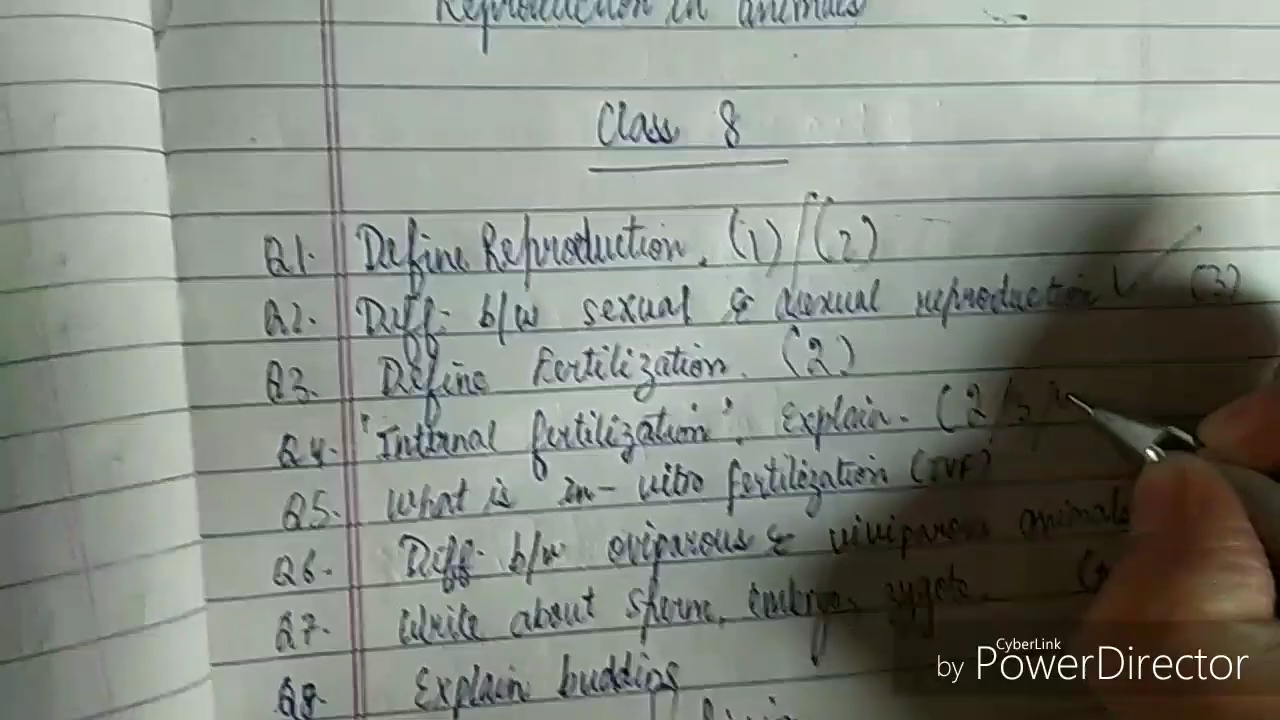 Reproduction in animals
Class 8
Q1. Define Reproduction. (1)/(2)
Q2. Diff. b/w sexual & asexual reproduction (3)
Q3. Define Fertilization. (2)
Q4. "Internal fertilization". Explain. (2/3
Q5. What is in-vitro fertilization (IVF)
Q6. Diff. b/w oviparous & viviparous animals
Q7. Write about sperm, embryo, zygote.
Q8. Explain budding
CyberLink
by PowerDirector